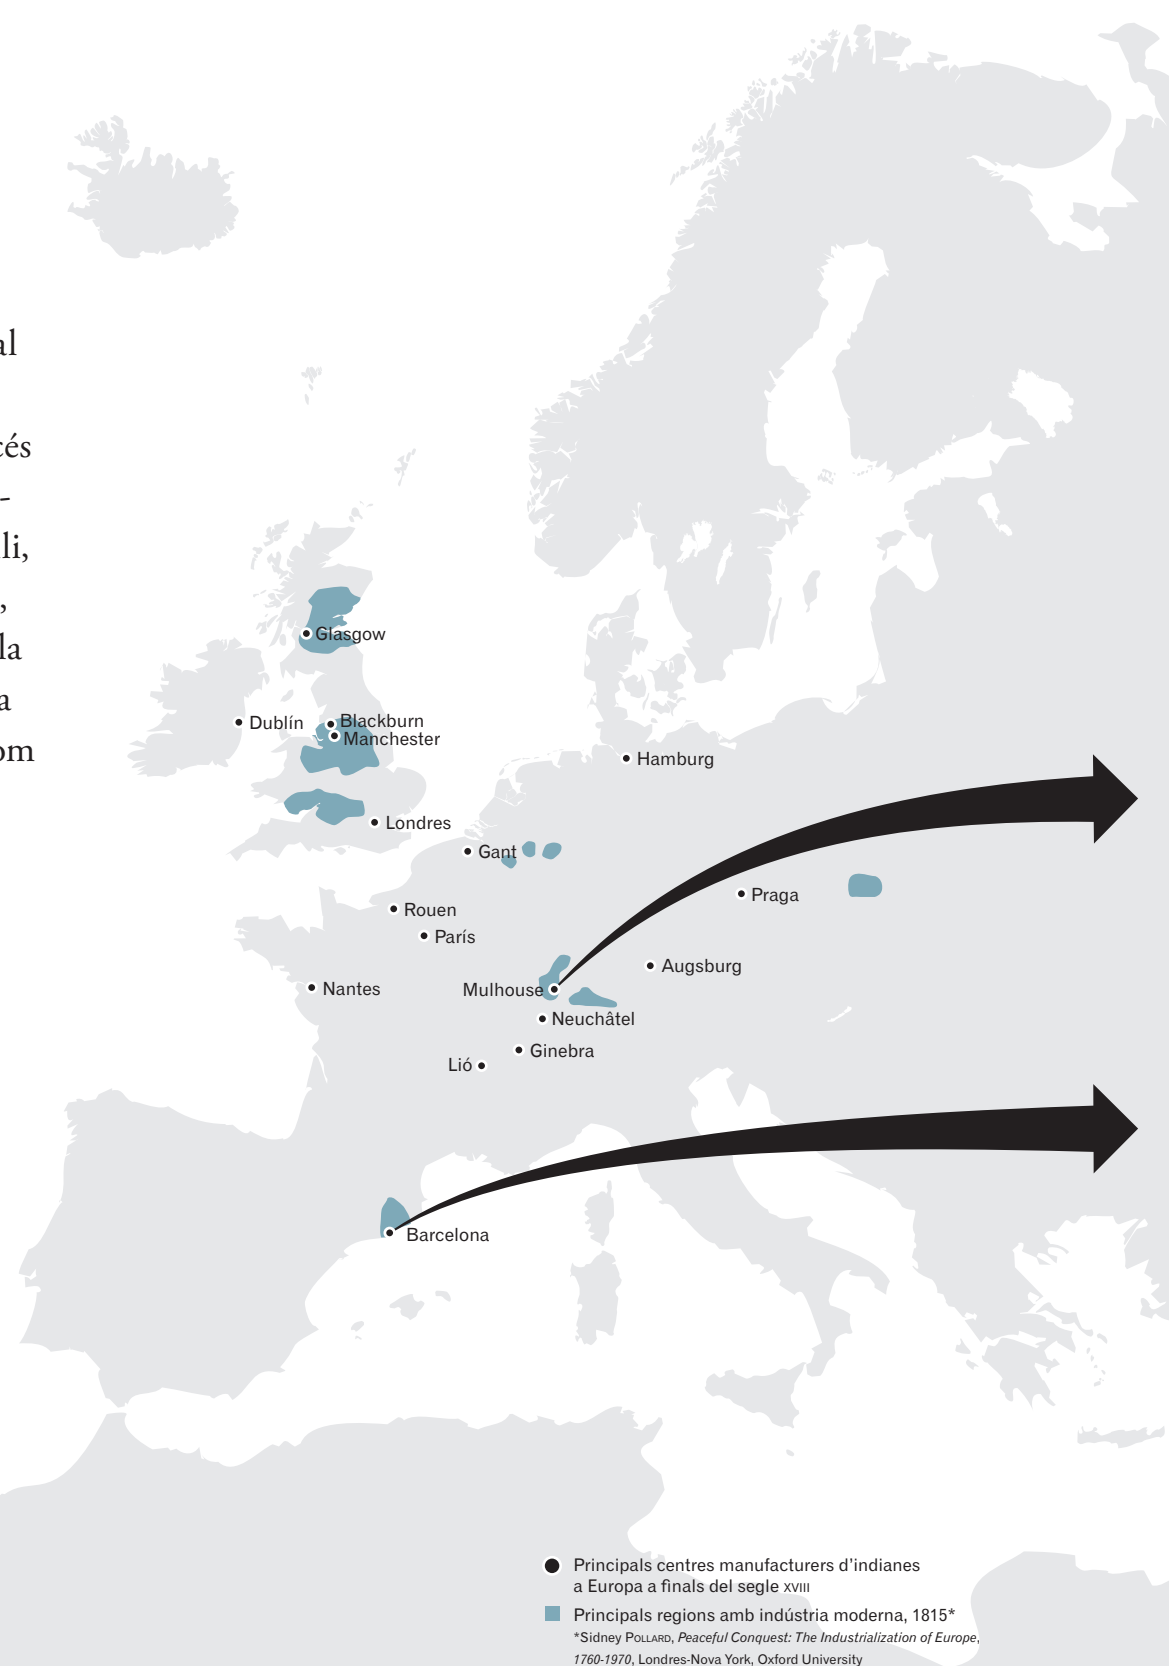 al
cés
-
li,
,
la
a
om
Glasgow
Dublín
Blackburn
Manchester
Hamburg
Londres
Gant
Praga
Rouen
París
Augsburg
Nantes
Mulhouse
Neuchâtel
Ginebra
Lió
Barcelona
Principals centres manufacturers d’indianes
a Europa a finals del segle XVIII
Principals regions amb indústria moderna, 1815*
*Sidney Pollard, Peaceful Conquest: The Industrialization of Europe,
1760-1970, Londres-Nova York, Oxford University